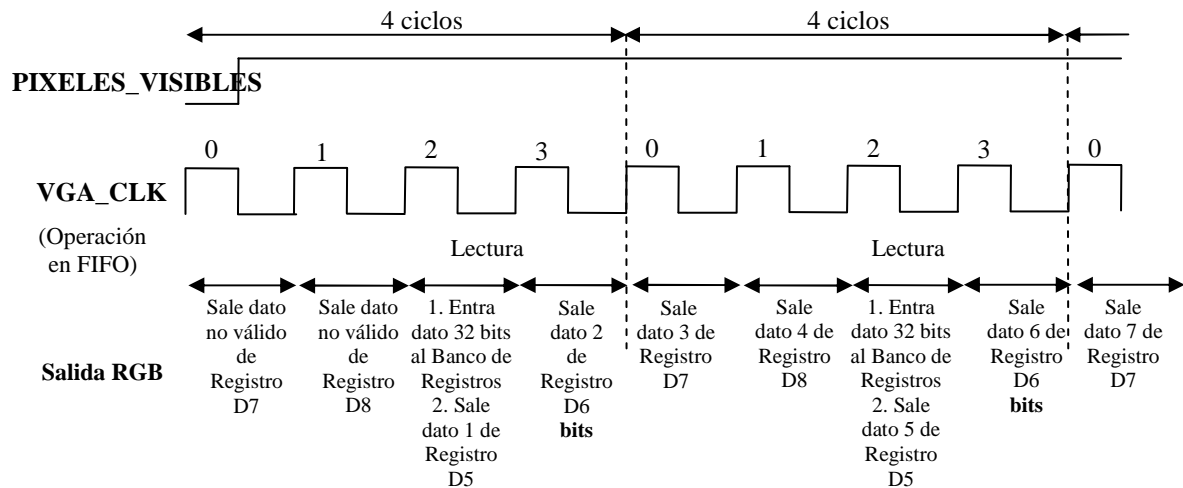 4 ciclos
4 ciclos
PIXELES_VISIBLES
0
1
2
3
0
1
2
3
0
VGA_CLK
(Operación
en FIFO)
Lectura
Lectura
Salida RGB
Sale dato
no válido
de
Registro
D7
Sale dato
no válido
de
Registro
D8
1. Entra
dato 32 bits
al Banco de
Registros
2. Sale
dato 1 de
Registro
D5
Sale
dato 2
de
Registro
D6
bits
Sale
dato 3 de
Registro
D7
Sale
dato 4 de
Registro
D8
1. Entra
dato 32 bits
al Banco de
Registros
2. Sale
dato 5 de
Registro
D5
Sale
dato 6 de
Registro
D6
bits
Sale
dato 7 de
Registro
D7